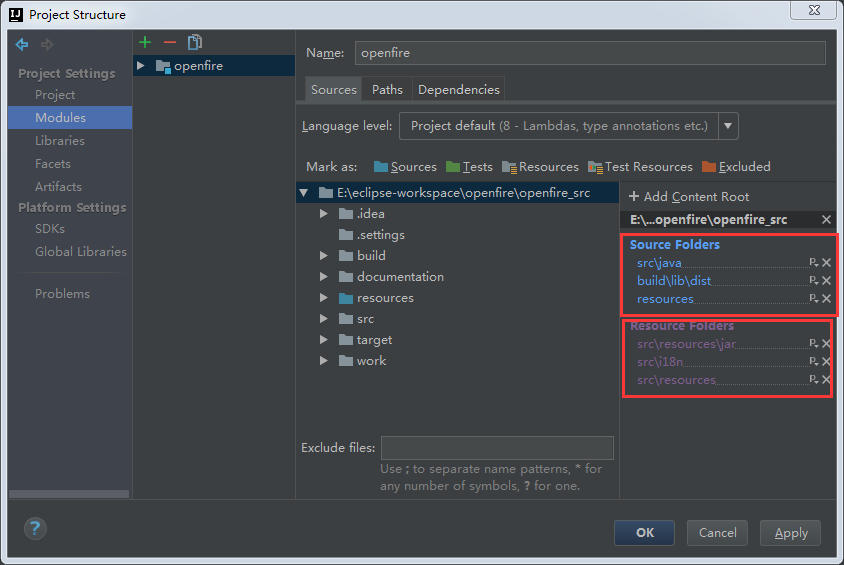 Project Structure
Project Settings
Project
Modules
Libraries
Facets
Artifacts
Platform Settings
SDKs
Global Libraries
Problems
openfire
Name: openfire
Sources Paths Dependencies
Language level: Project default (8 - Lambdas, type annotations etc.)
Mark as: Sources Tests Resources Test Resources Excluded
E:\eclipse-workspace\openfire\openfire_src
.idea
.settings
build
documentation
resources
src
target
work
Exclude files:
Use ; to separate name patterns, * for
any number of symbols, ? for one.
+ Add Content Root
E:\...openfire\openfire_src
Source Folders
src\java
build\lib\dist
resources
Resource Folders
src\resources\jar
src\i18n
src\resources
? OK Cancel Apply